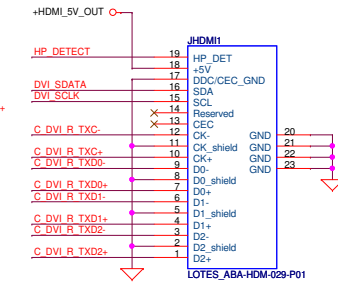 +HDMI_5V_OUT
JHDMI1
HP_DETECT 19 HP_DET
18 +5V
17 DDC/CEC_GND
DVI_SDATA 16 SDA
DVI_SCLK 15 SCL
14 Reserved
13 CEC
C_DVI_R_TXC- 12 CK- GND 20
11 CK_shield GND 21
C_DVI_R_TXC+ 10 CK+ GND 22
C_DVI_R_TXD0- 9 D0- GND 23
8 D0_shield
C_DVI_R_TXD0+ 7 D0+
C_DVI_R_TXD1- 6 D1-
5 D1_shield
C_DVI_R_TXD1+ 4 D1+
C_DVI_R_TXD2- 3 D2-
2 D2_shield
C_DVI_R_TXD2+ 1 D2+
LOTES_ABA-HDM-029-P01
+